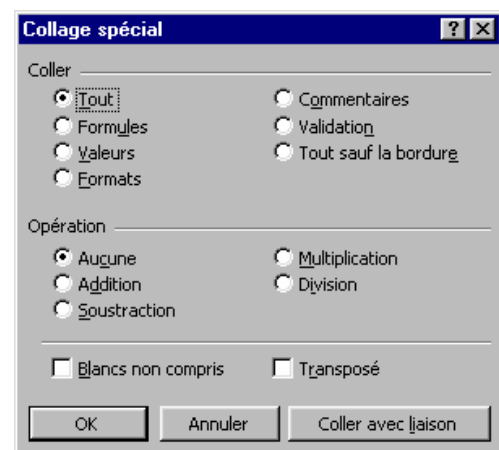 Collage spécial
Coller
Tout
Commentaires
Formules
Validation
Valeurs
Tout sauf la bordure
Formats
Opération
Aucune
Multiplication
Addition
Division
Soustraction
Blancs non compris
Transposé
OK
Annuler
Coller avec liaison